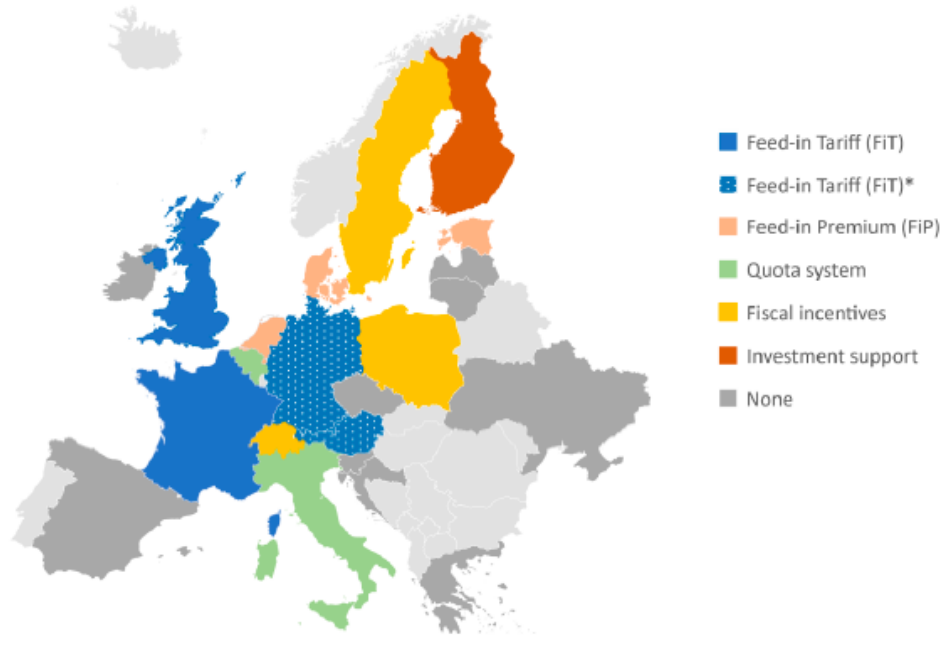 Feed-in Tariff (FiT)
Feed-in Tariff (FiT)*
Feed-in Premium (FiP)
Quota system
Fiscal incentives
Investment support
None